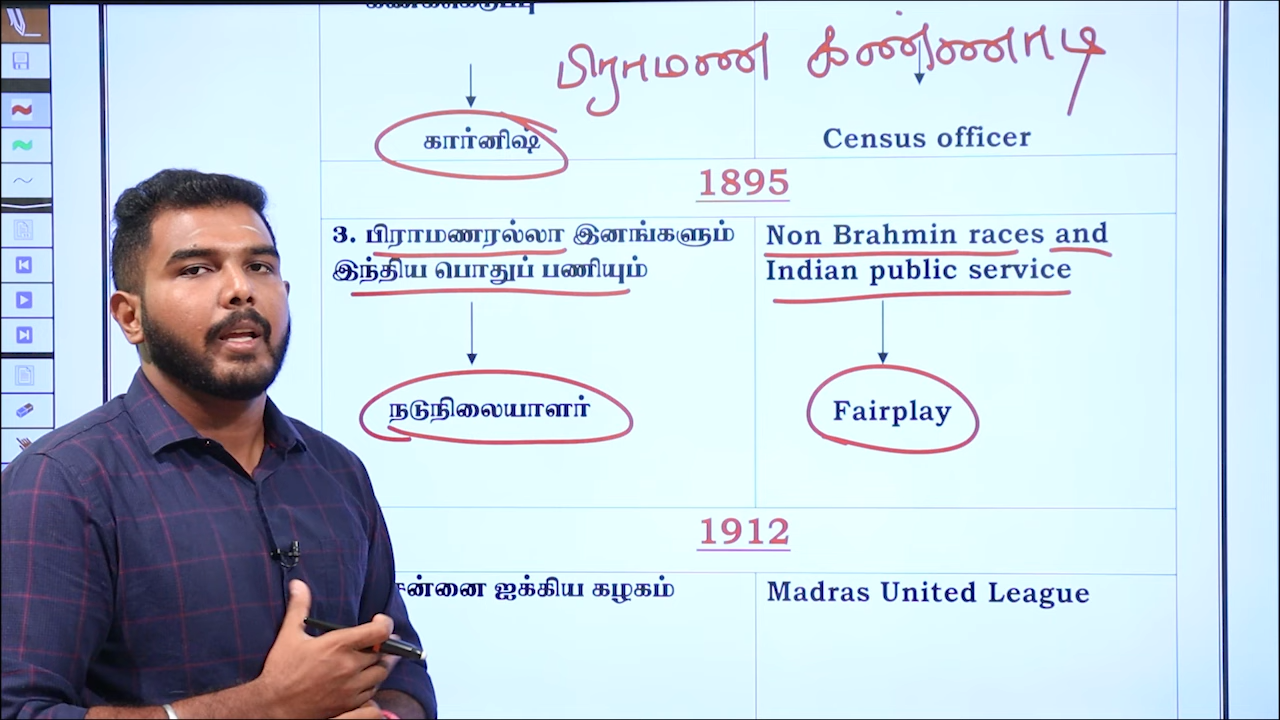 பிராமண கண்ணாடி
கார்னிஷ்
Census officer
1895
3. பிராமணரல்லா இனங்களும்
இந்திய பொதுப் பணியும்
Non Brahmin races and
Indian public service
நடுநிலையாளர்
Fairplay
1912
ஐக்கிய கழகம்
Madras United League